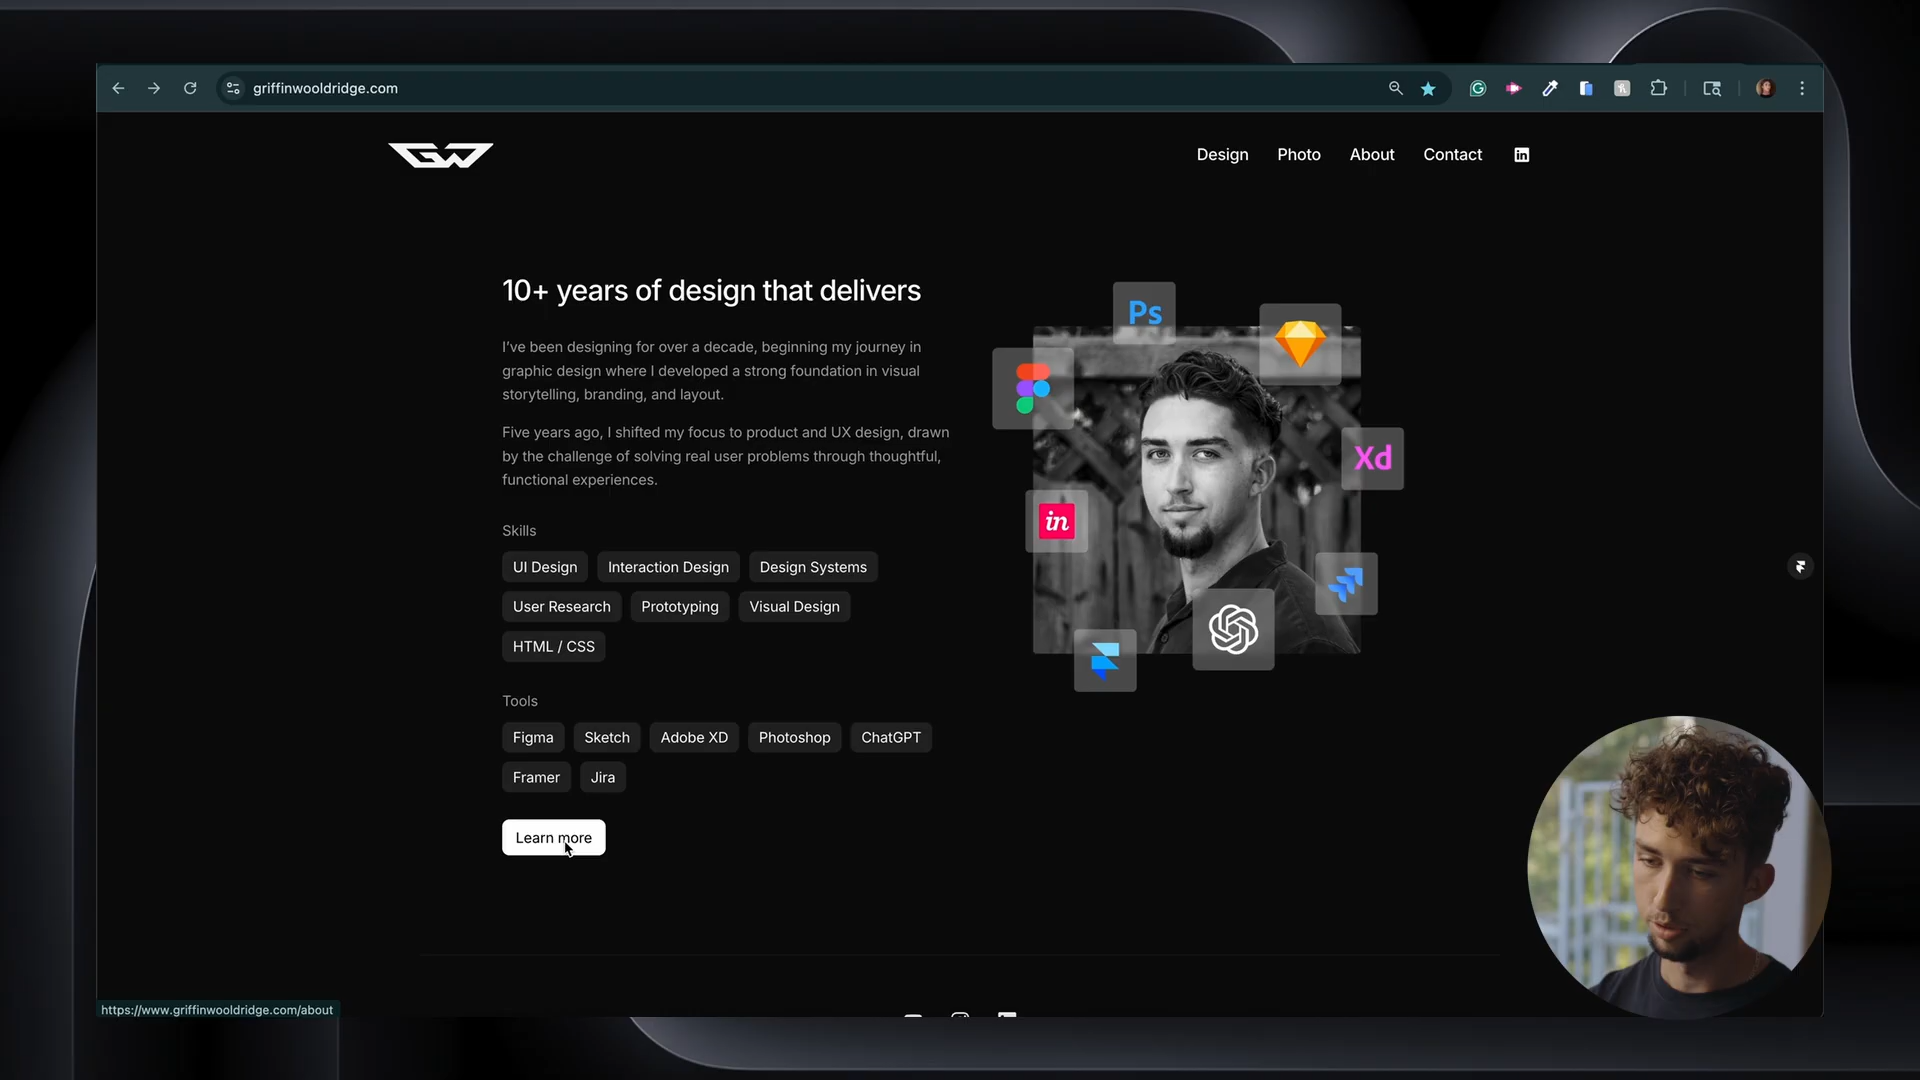 griffinwooldridge.com
GW
Design Photo About Contact in
10+ years of design that delivers
I've been designing for over a decade, beginning my journey in
graphic design where I developed a strong foundation in visual
storytelling, branding, and layout.
Five years ago, I shifted my focus to product and UX design, drawn
by the challenge of solving real user problems through thoughtful,
functional experiences.
Skills
UI Design Interaction Design Design Systems
User Research Prototyping Visual Design
HTML / CSS
Tools
Figma Sketch Adobe XD Photoshop ChatGPT
Framer Jira
Learn more
Ps
Xd
in
https://www.griffinwooldridge.com/about